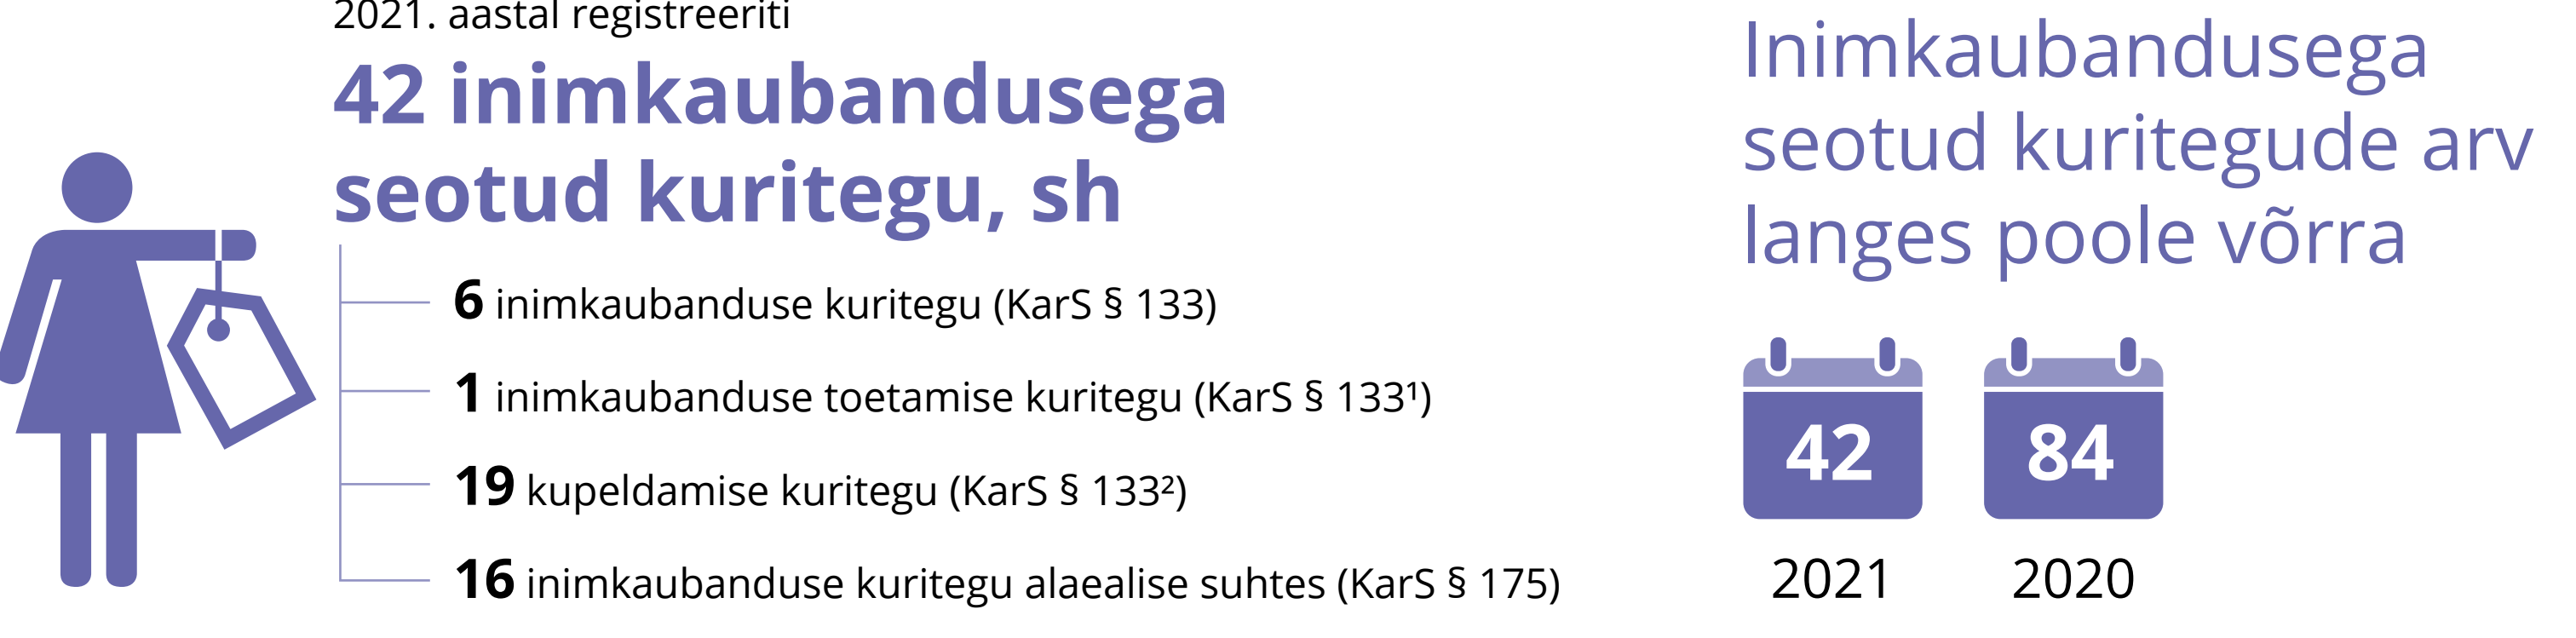 2021. aastal registreeriti
42 inimkaubandusega
seotud kuritegu, sh
6 inimkaubanduse kuritegu (KarS § 133)
1 inimkaubanduse toetamise kuritegu (KarS § 133¹)
19 kupeldamise kuritegu (KarS § 133²)
16 inimkaubanduse kuritegu alaealise suhtes (KarS § 175)
Inimkaubandusega
seotud kuritegude arv
langes poole võrra
42 84
2021 2020